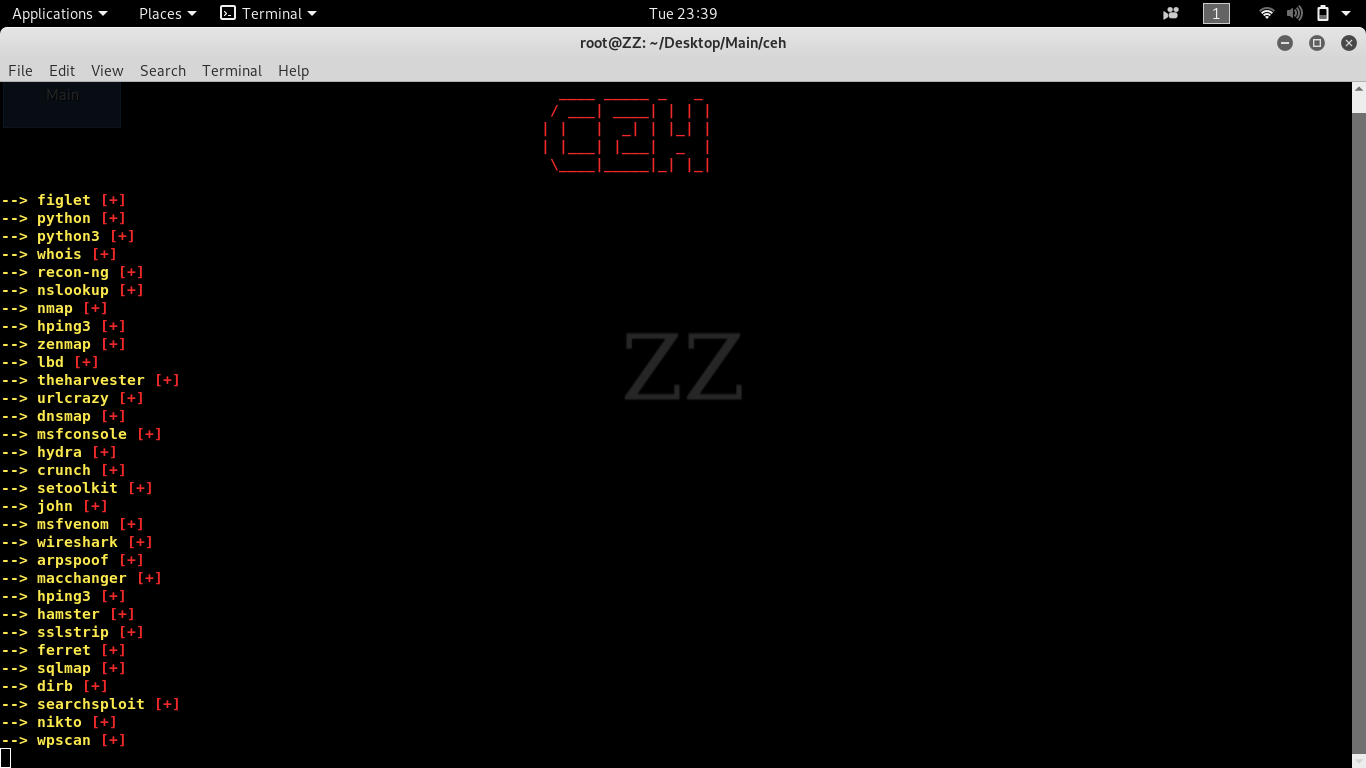 Applications Places Terminal Tue 23:39 1
root@ZZ: ~/Desktop/Main/ceh
File Edit View Search Terminal Help
Main
CEH
--> figlet [+]
--> python [+]
--> python3 [+]
--> whois [+]
--> recon-ng [+]
--> nslookup [+]
--> nmap [+]
--> hping3 [+]
--> zenmap [+]
--> lbd [+]
--> theharvester [+]
--> urlcrazy [+]
--> dnsmap [+]
--> msfconsole [+]
--> hydra [+]
--> crunch [+]
--> setoolkit [+]
--> john [+]
--> msfvenom [+]
--> wireshark [+]
--> arpspoof [+]
--> macchanger [+]
--> hping3 [+]
--> hamster [+]
--> sslstrip [+]
--> ferret [+]
--> sqlmap [+]
--> dirb [+]
--> searchsploit [+]
--> nikto [+]
--> wpscan [+]
ZZ